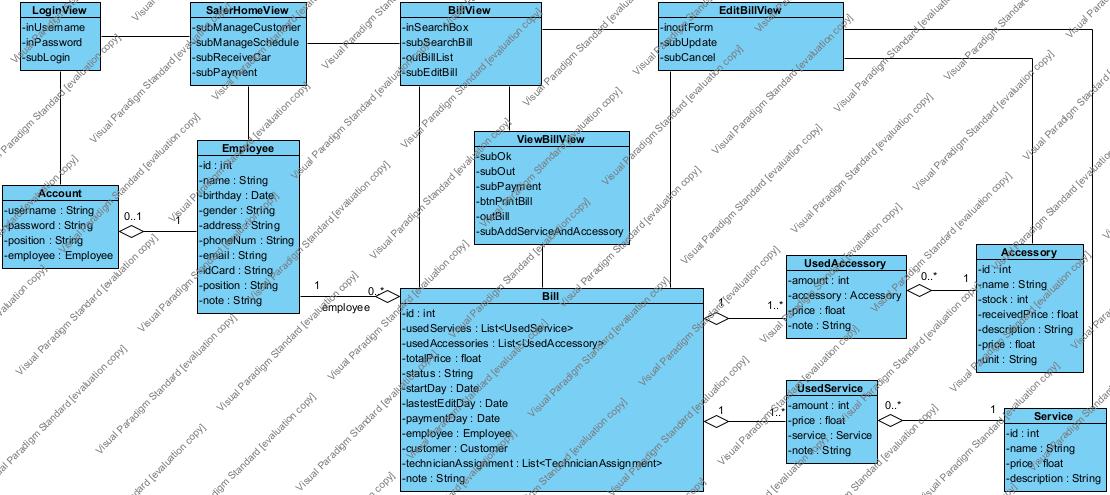 LoginView
-inUsername
-inPassword
-subLogin
SalerHomeView
-subManageCustomer
-subManageSchedule
-subReceiveCar
-subPayment
BillView
-inSearchBox
-subSearchBill
-outBillList
-subEditBill
EditBillView
-inoutForm
-subUpdate
-subCancel
ViewBillView
-subOk
-subOut
-subPayment
-btnPrintBill
-outBill
-subAddServiceAndAccessory
Employee
-id : int
-name : String
-birthday : Date
-gender : String
-address : String
-phoneNum : String
-email : String
-idCard : String
-position : String
-note : String
Account
-username : String
-password : String
-position : String
-employee : Employee
0..1
1
1
0..*
employee
Bill
-id : int
-usedServices : List<UsedService>
-usedAccessories : List<UsedAccessory>
-totalPrice : float
-status : String
-startDay : Date
-lastestEditDay : Date
-paymentDay : Date
-employee : Employee
-customer : Customer
-technicianAssignment : List<TechnicianAssignment>
-note : String
1
1..*
1
1..*
UsedAccessory
-amount : int
-accessory : Accessory
-price : float
-note : String
0..*
1
Accessory
-id : int
-name : String
-stock : int
-receivedPrice : float
-description : String
-price : float
-unit : String
UsedService
-amount : int
-price : float
-service : Service
-note : String
0..*
1
Service
-id : int
-name : String
-price : float
-description : String
Visual Paradigm Standard [evaluation copy]